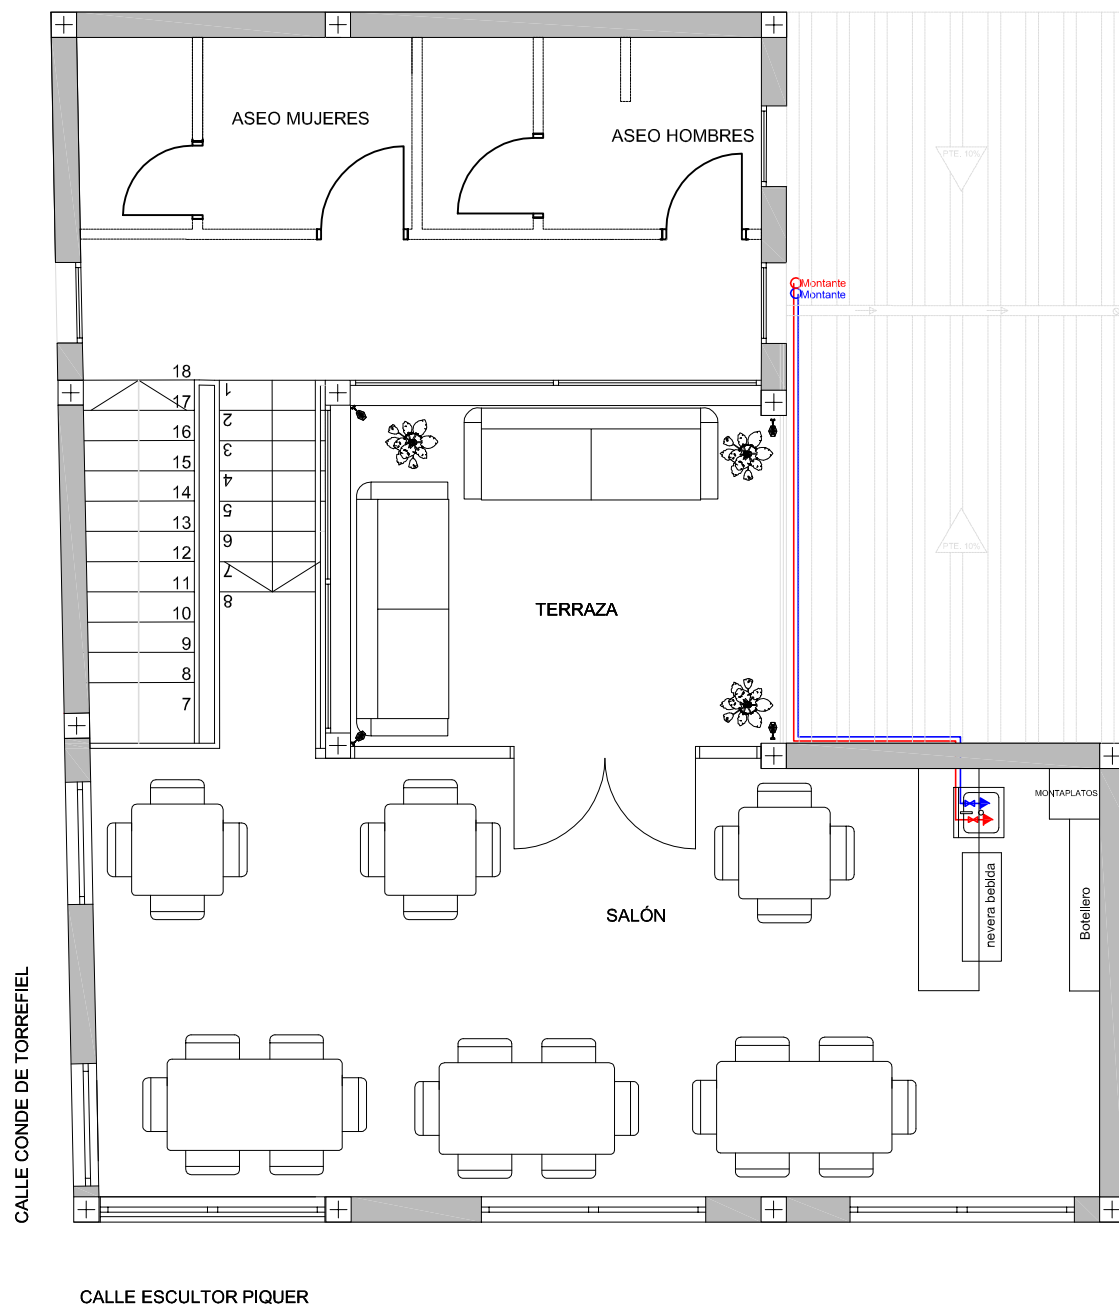 ASEO MUJERES
ASEO HOMBRES
PTE. 10%
Montante
Montante
S
18
17
16
15
14
13
12
11
10
9
8
7
1
2
3
4
5
6
7
8
PTE. 10%
TERRAZA
MONTAPLATOS
nevera bebida
Botellero
SALÓN
CALLE CONDE DE TORREFIEL
CALLE ESCULTOR PIQUER